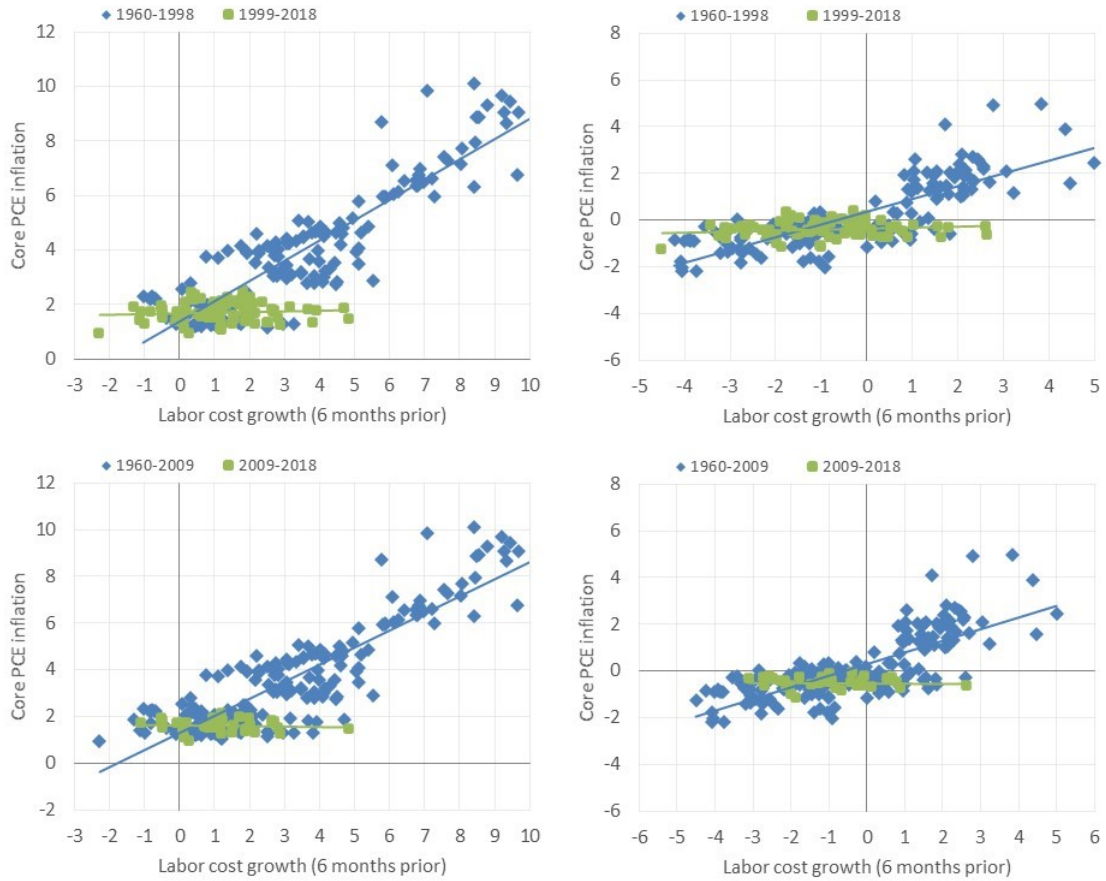 1960-1998 1999-2018
12
10
8
6
4
2
0
Core PCE inflation
-3 -2 -1 0 1 2 3 4 5 6 7 8 9 10
Labor cost growth (6 months prior)
1960-1998 1999-2018
8
6
4
2
0
-2
-4
-6
Core PCE inflation
-5 -4 -3 -2 -1 0 1 2 3 4 5
Labor cost growth (6 months prior)
1960-2009 2009-2018
12
10
8
6
4
2
0
-2
Core PCE inflation
-3 -2 -1 0 1 2 3 4 5 6 7 8 9 10
Labor cost growth (6 months prior)
1960-2009 2009-2018
8
6
4
2
0
-2
-4
-6
Core PCE inflation
-6 -5 -4 -3 -2 -1 0 1 2 3 4 5 6
Labor cost growth (6 months prior)